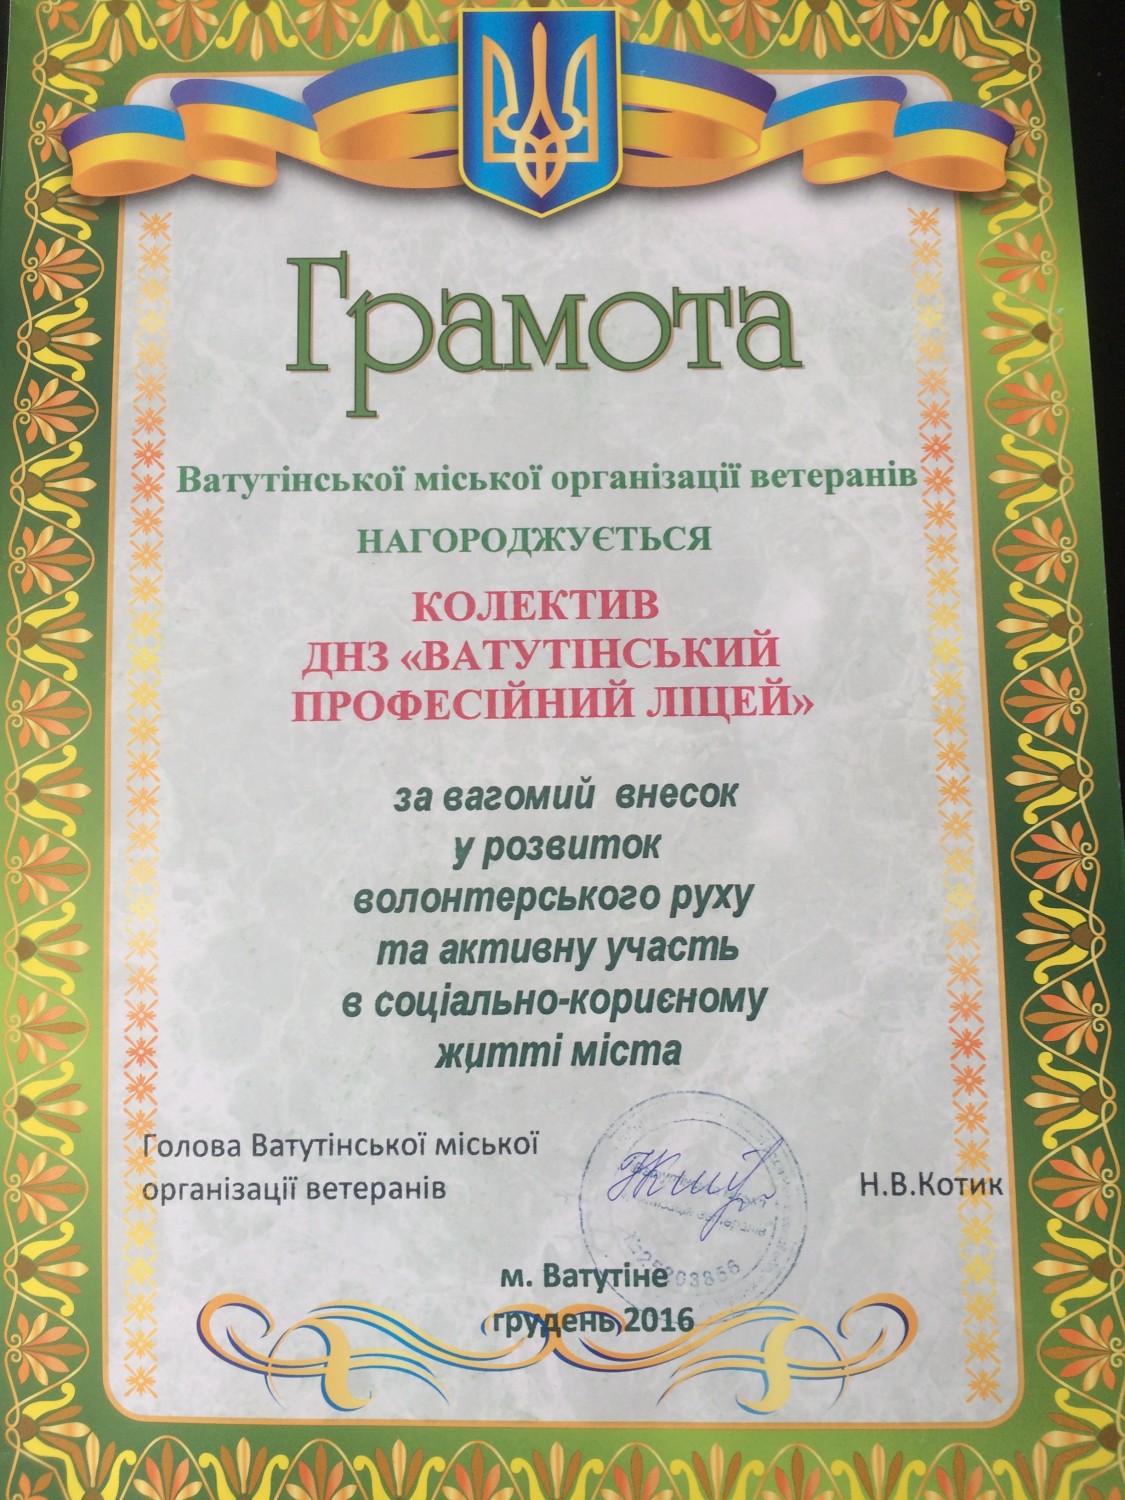 Грамота
Ватутінської міської організації ветеранів
НАГОРОДЖУЄТЬСЯ
КОЛЕКТИВ
ДНЗ «ВАТУТІНСЬКИЙ
ПРОФЕСІЙНИЙ ЛІЦЕЙ»
за вагомий внесок
у розвиток
волонтерського руху
та активну участь
в соціально-кориєному
житті міста
Голова Ватутінської міської
організації ветеранів
Н.В.Котик
м. Ватутіне
грудень 2016